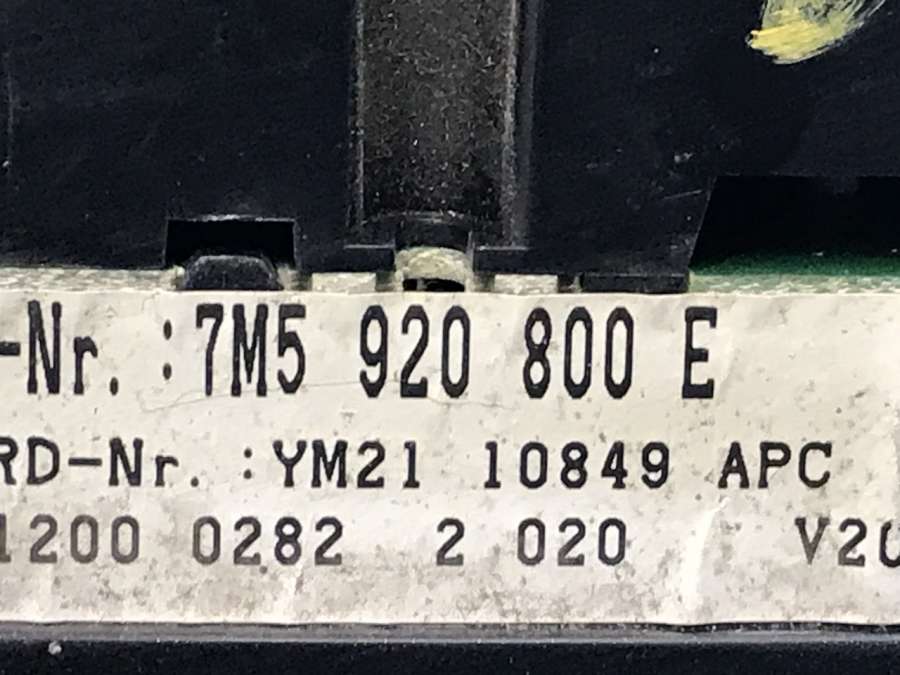 -Nr. :7M5 920 800 E
RD-Nr. :YM21 10849 APC
1200 0282 2 020 V20